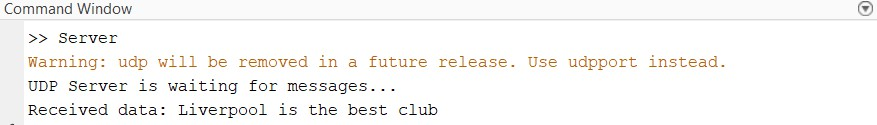 Command Window
>> Server
Warning: udp will be removed in a future release. Use udpport instead.
UDP Server is waiting for messages...
Received data: Liverpool is the best club